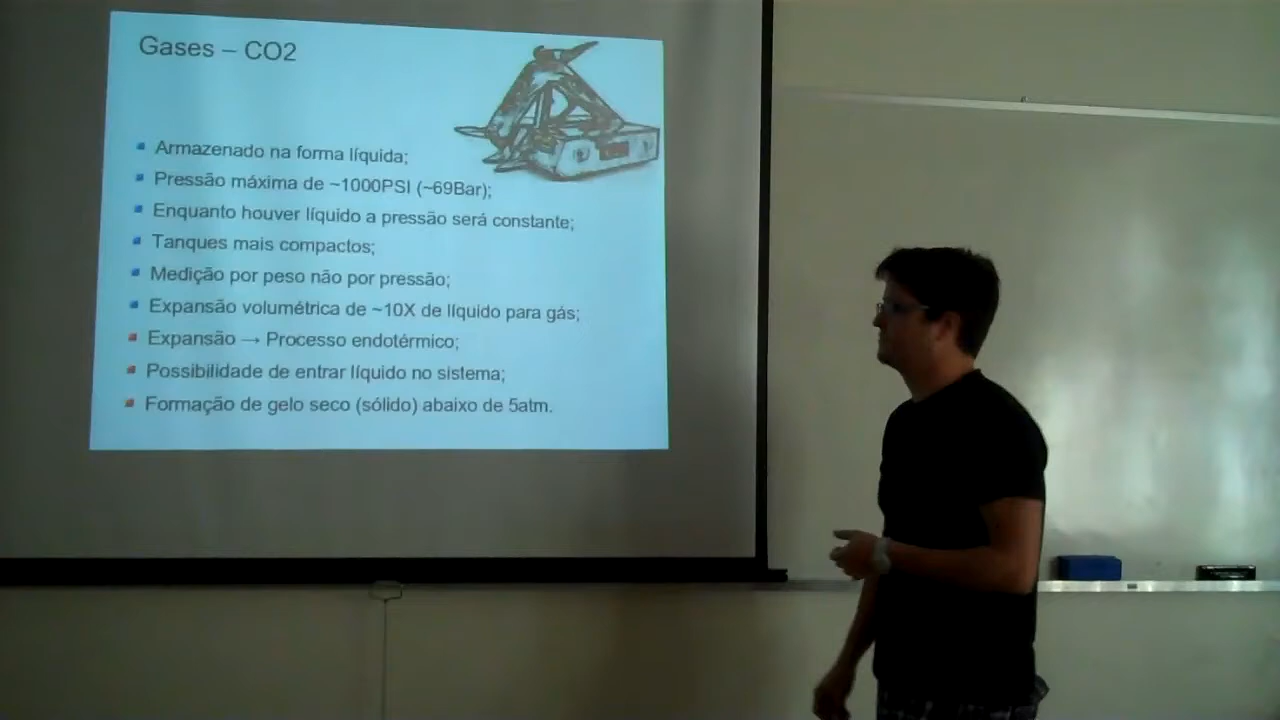 Gases – CO2
Armazenado na forma líquida;
Pressão máxima de ~1000PSI (~69Bar);
Enquanto houver líquido a pressão será constante;
Tanques mais compactos;
Medição por peso não por pressão;
Expansão volumétrica de ~10X de líquido para gás;
Expansão → Processo endotérmico;
Possibilidade de entrar líquido no sistema;
Formação de gelo seco (sólido) abaixo de 5atm.